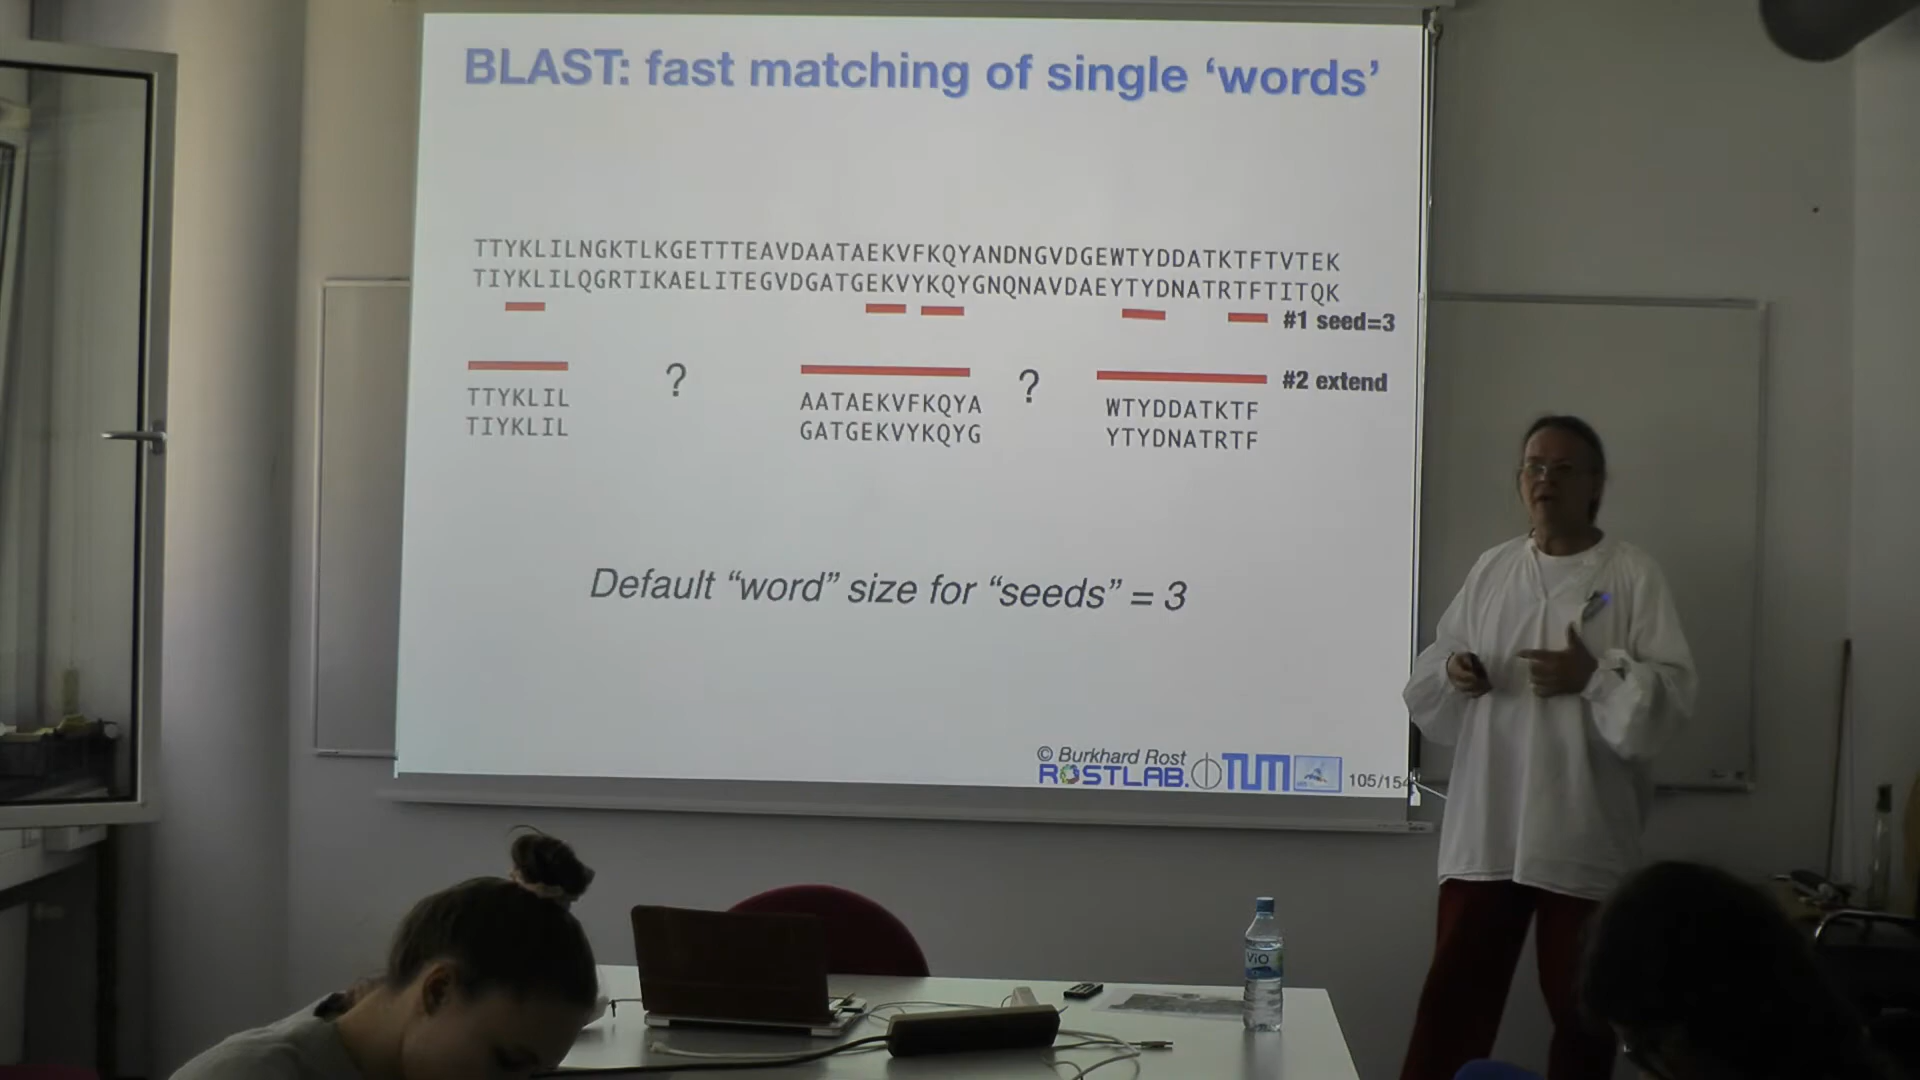 BLAST: fast matching of single ‘words’
TTYKLILNGKTLKGETTTEAVDAATAEKVFKQYANDNGVDGEWTYDDATKTFTVTEK
TIYKLILQGRTIKAELITEGVDGATGEKVYKQYGNQNAVDAEYTYDNATRTFTITQK
#1 seed=3
? ? #2 extend
TTYKLIL AATAEKVFKQYA WTYDDATKTF
TIYKLIL GATGEKVYKQYG YTYDNATRTF
Default “word” size for “seeds” = 3
© Burkhard Rost
ROSTLAB. TUM 105/154
ViO